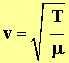 v = √(T/μ)